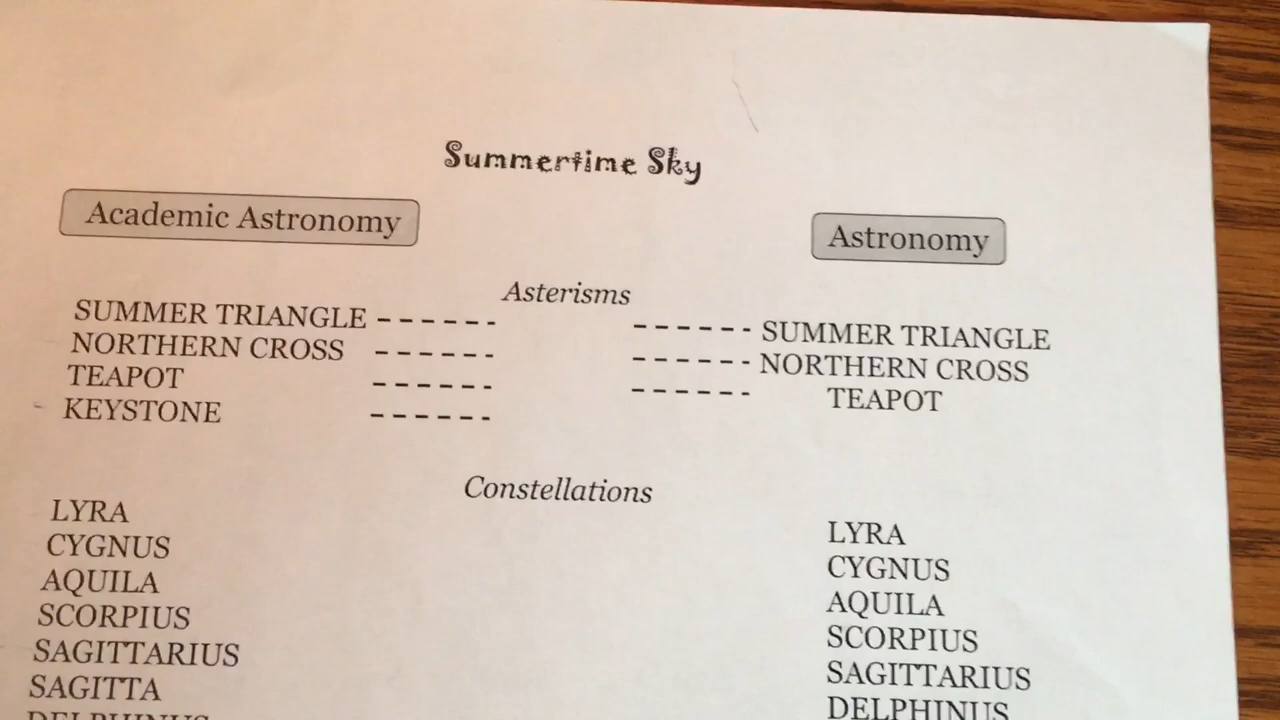 Summertime Sky
Academic Astronomy
Astronomy
Asterisms
SUMMER TRIANGLE ------ ------ SUMMER TRIANGLE
NORTHERN CROSS ------ ------ NORTHERN CROSS
TEAPOT ------ ------ TEAPOT
KEYSTONE ------
Constellations
LYRA LYRA
CYGNUS CYGNUS
AQUILA AQUILA
SCORPIUS SCORPIUS
SAGITTARIUS SAGITTARIUS
SAGITTA DELPHINUS
DELPHINUS